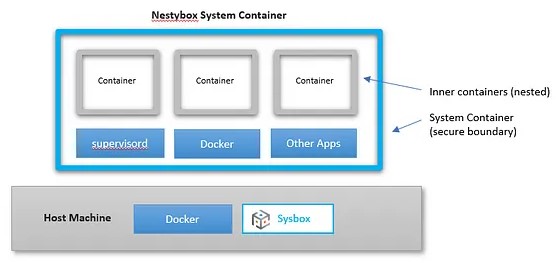 Nestybox System Container
Container
Container
Container
Inner containers (nested)
System Container
(secure boundary)
supervisord
Docker
Other Apps
Host Machine
Docker
Sysbox